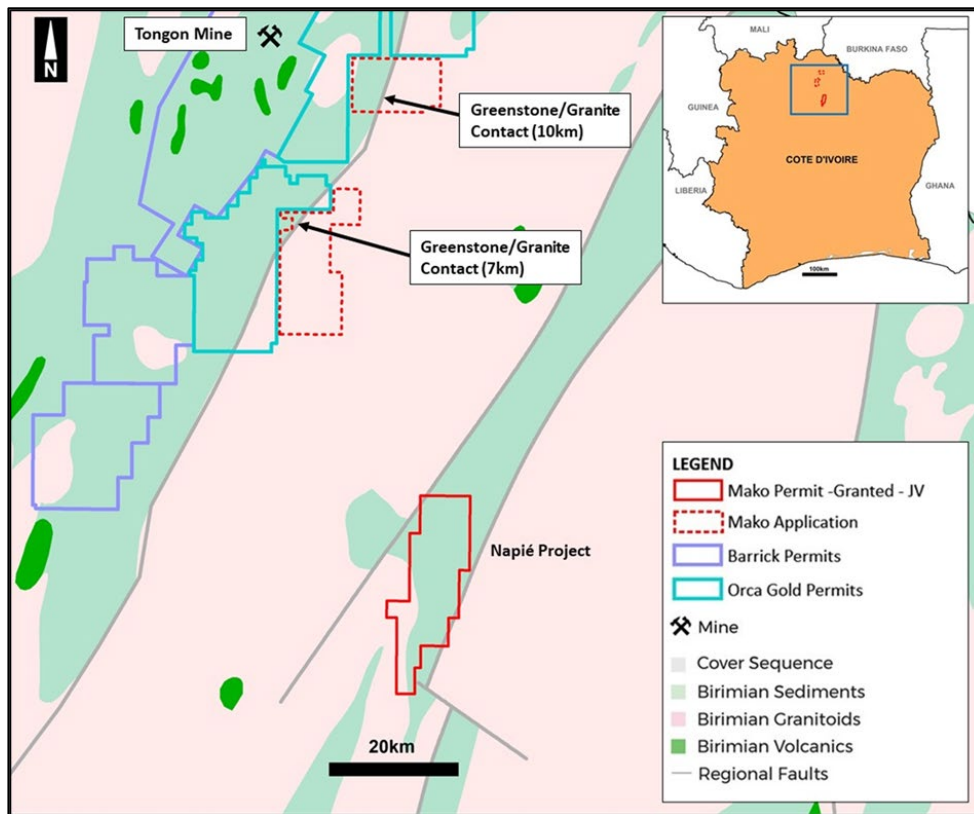 Tongon Mine
N
Greenstone/Granite
Contact (10km)
Greenstone/Granite
Contact (7km)
Napié Project
20km
MALI
BURKINA FASO
GUINEA
COTE D'IVOIRE
LIBERIA
GHANA
100km
LEGEND
Mako Permit -Granted - JV
Mako Application
Barrick Permits
Orca Gold Permits
Mine
Cover Sequence
Birimian Sediments
Birimian Granitoids
Birimian Volcanics
Regional Faults